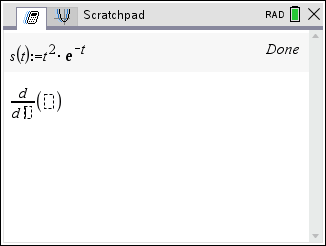 Scratchpad RAD
s(t):=t²·e⁻ᵗ Done
d/d▯(▯)